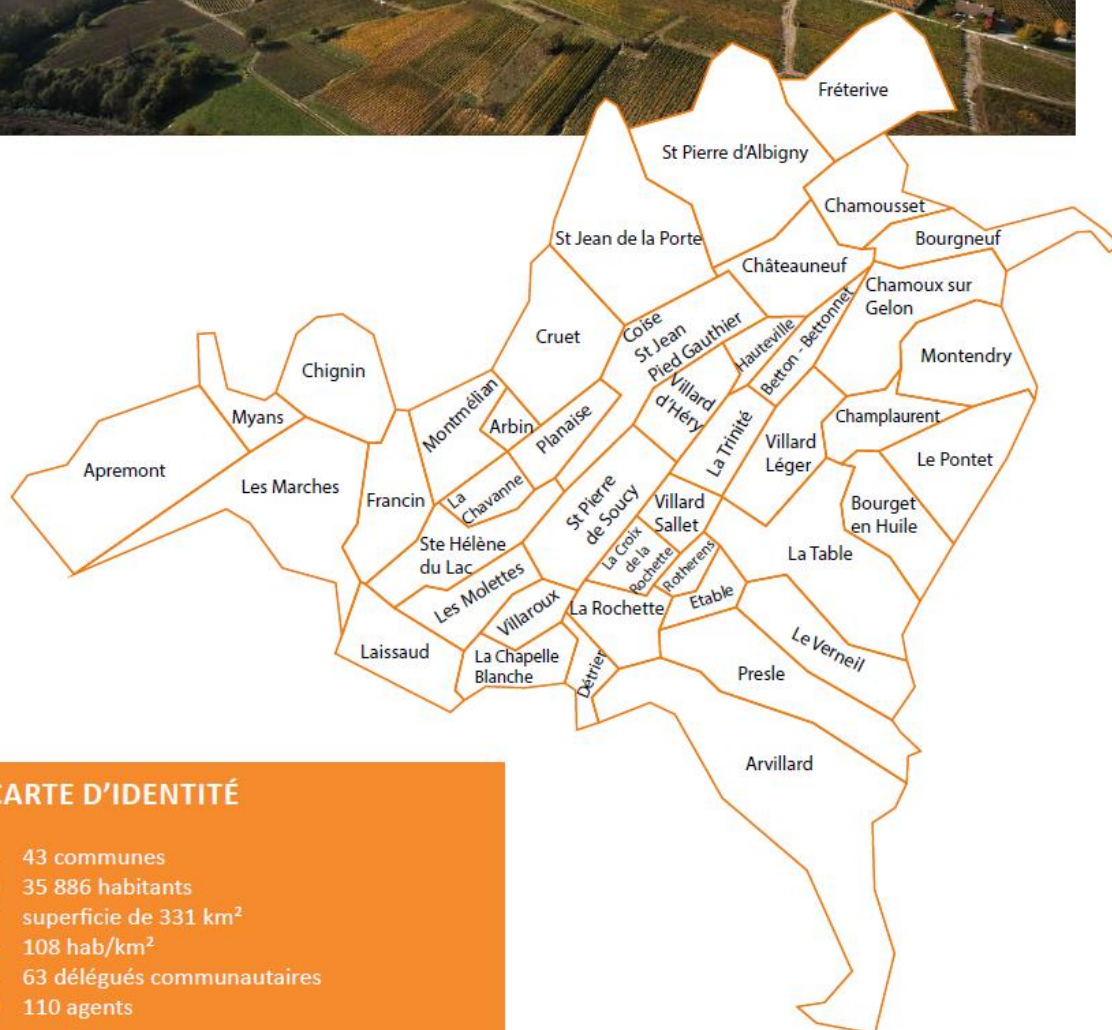 Fréterive
St Pierre d'Albigny
Chamousset
St Jean de la Porte
Bourgneuf
Châteauneuf
Chamoux sur
Gelon
Coise
St Jean
Pied Gauthier
Hauteville
Betton - Bettonnet
Cruet
Montendry
Chignin
Villard
d'Héry
Montmélian
Myans
Arbin
Planaise
Champlaurent
La Trinité
Villard
Léger
Le Pontet
Apremont
Les Marches
Francin
La
Chavanne
St Pierre
de Soucy
Villard
Sallet
Bourget
en Huile
Ste Hélène
du Lac
La Croix
de la
Rochette
Rotherens
La Table
Les Molettes
Etable
Villaroux
La Rochette
Le Verneil
Laissaud
La Chapelle
Blanche
Détrier
Presle
Arvillard
CARTE D'IDENTITÉ
43 communes
35 886 habitants
superficie de 331 km²
108 hab/km²
63 délégués communautaires
110 agents